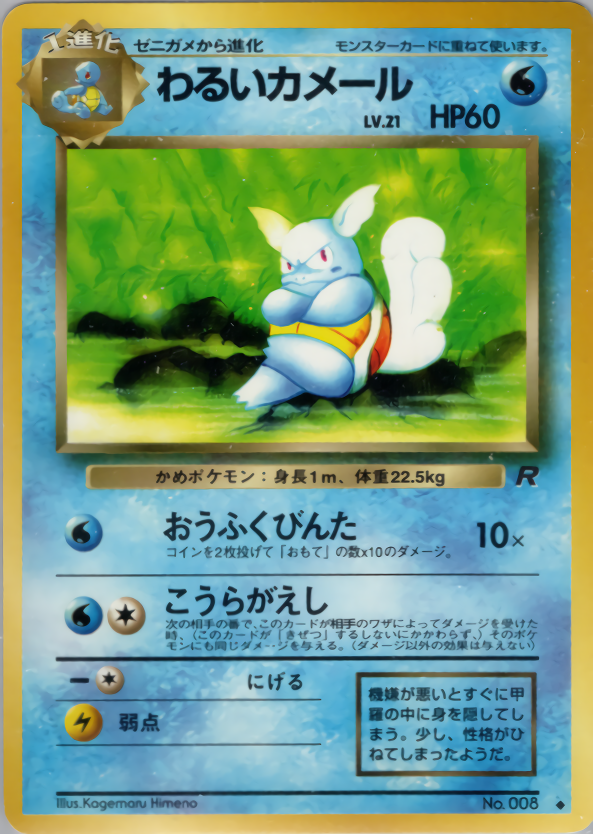 1進化
ゼニガメから進化
モンスターカードに重ねて使います。
わるいカメール
LV.21 HP60
かめポケモン：身長1m、体重22.5kg
R
おうふくびんた
10×
コインを2枚投げて「おもて」の数x10のダメージ。
こうらがえし
次の相手の番で、このカードが相手のワザによってダメージを受けた
時、（このカードが「きぜつ」するしないにかかわらず、）そのポケ
モンにも同じダメージを与える。（ダメージ以外の効果は与えない）
にげる
弱点
機嫌が悪いとすぐに甲
羅の中に身を隠してし
まう。少し、性格がひ
ねてしまったようだ。
Illus.Kagemaru Himeno
No. 008